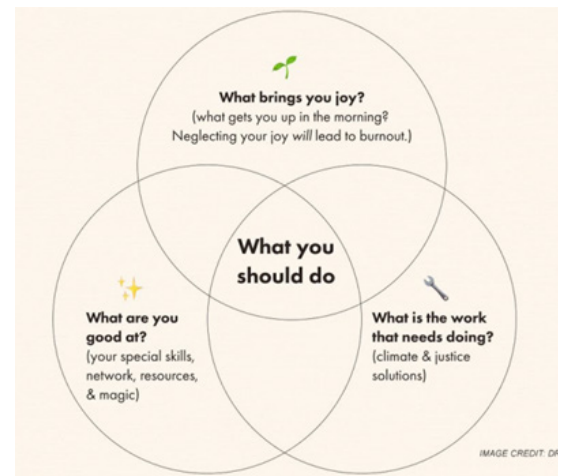 What brings you joy?
(what gets you up in the morning?
Neglecting your joy will lead to burnout.)
What you
should do
What are you
good at?
(your special skills,
network, resources,
& magic)
What is the work
that needs doing?
(climate & justice
solutions)
IMAGE CREDIT: